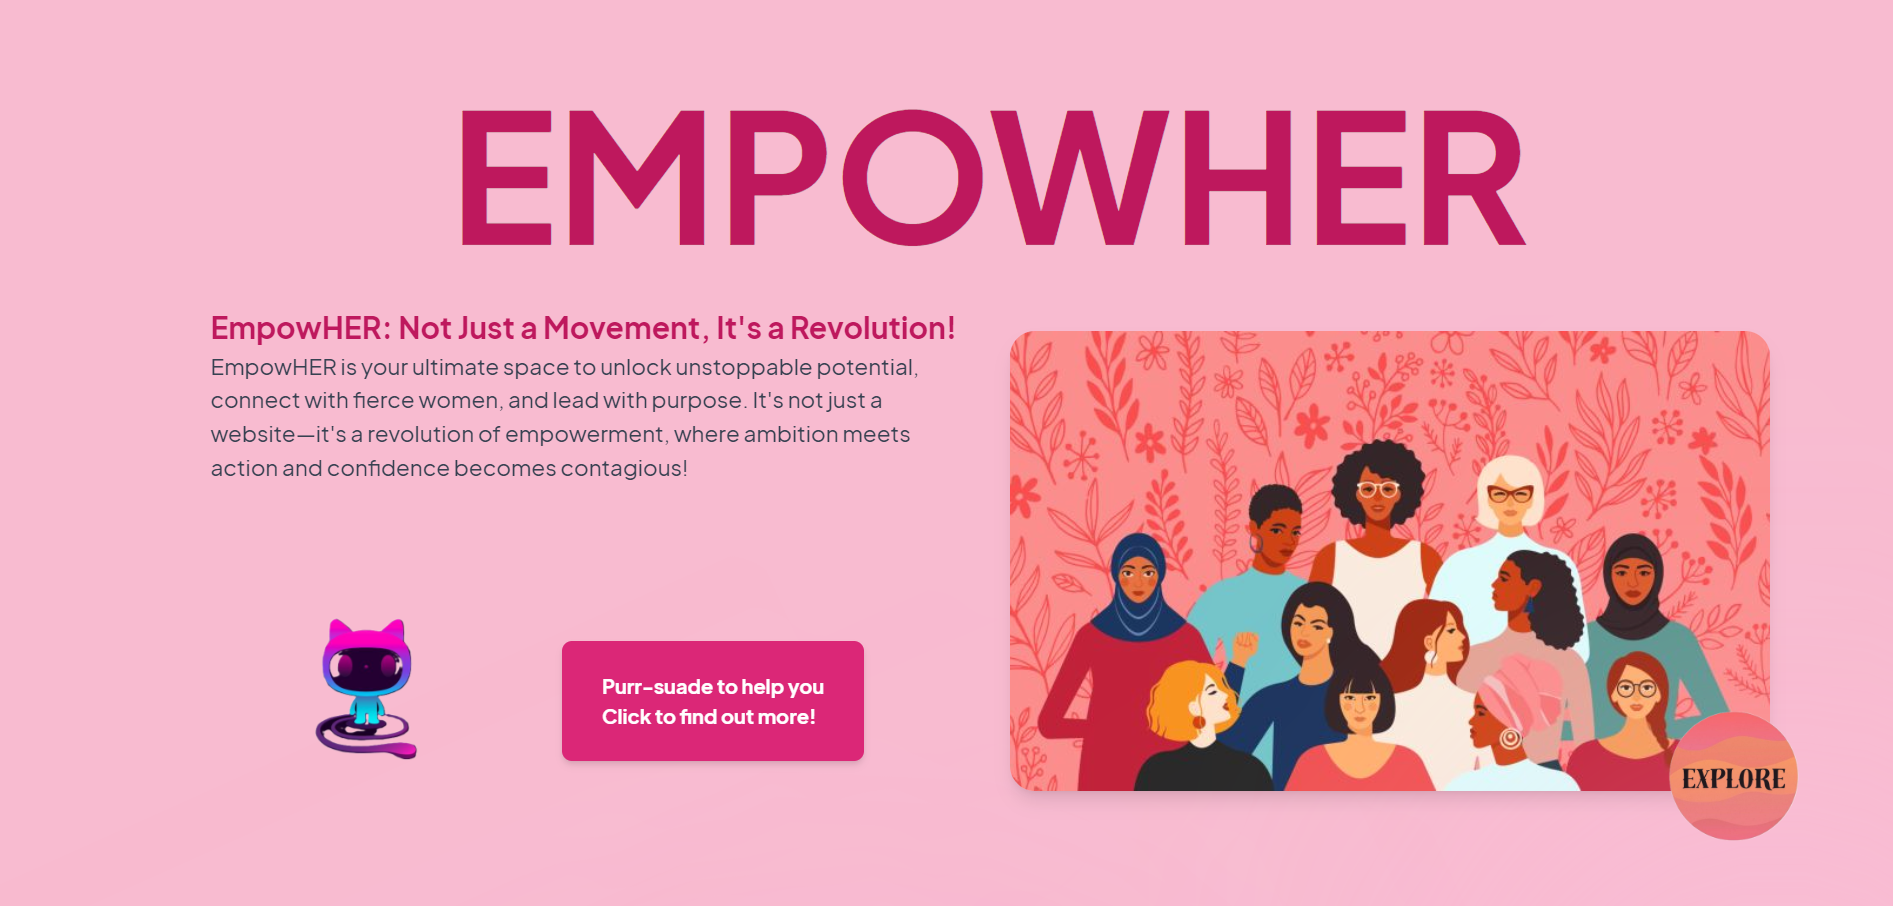 EMPOWHER
EmpowHER: Not Just a Movement, It's a Revolution!
EmpowHER is your ultimate space to unlock unstoppable potential,
connect with fierce women, and lead with purpose. It's not just a
website—it's a revolution of empowerment, where ambition meets
action and confidence becomes contagious!
Purr-suade to help you
Click to find out more!
EXPLORE